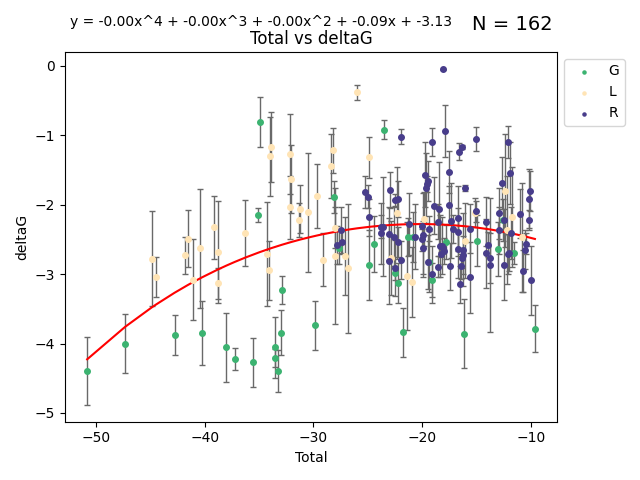 y = -0.00x^4 + -0.00x^3 + -0.00x^2 + -0.09x + -3.13
N = 162
Total vs deltaG
G
L
R
0
−1
−2
−3
−4
−5
deltaG
−50
−40
−30
−20
−10
Total